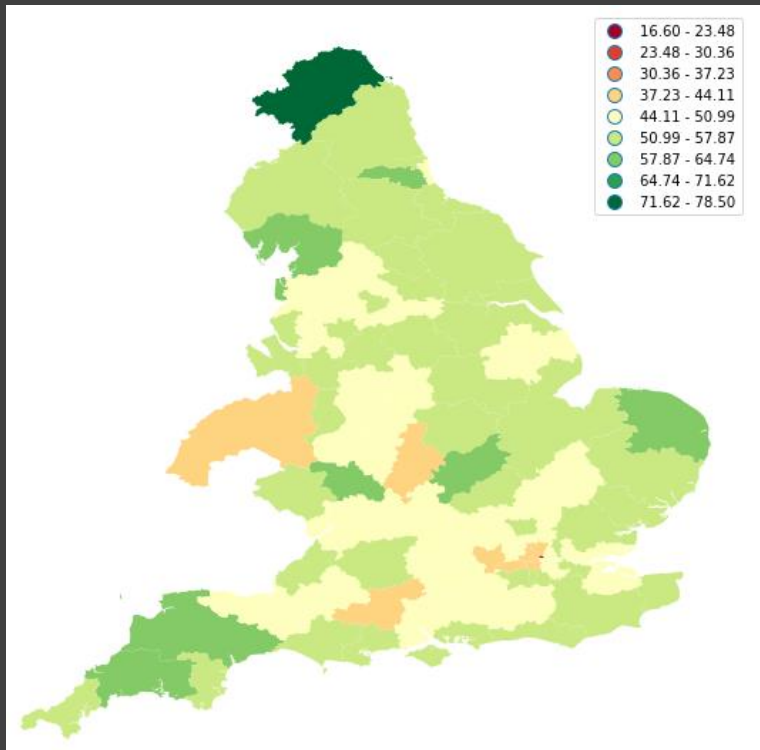 16.60 - 23.48
23.48 - 30.36
30.36 - 37.23
37.23 - 44.11
44.11 - 50.99
50.99 - 57.87
57.87 - 64.74
64.74 - 71.62
71.62 - 78.50